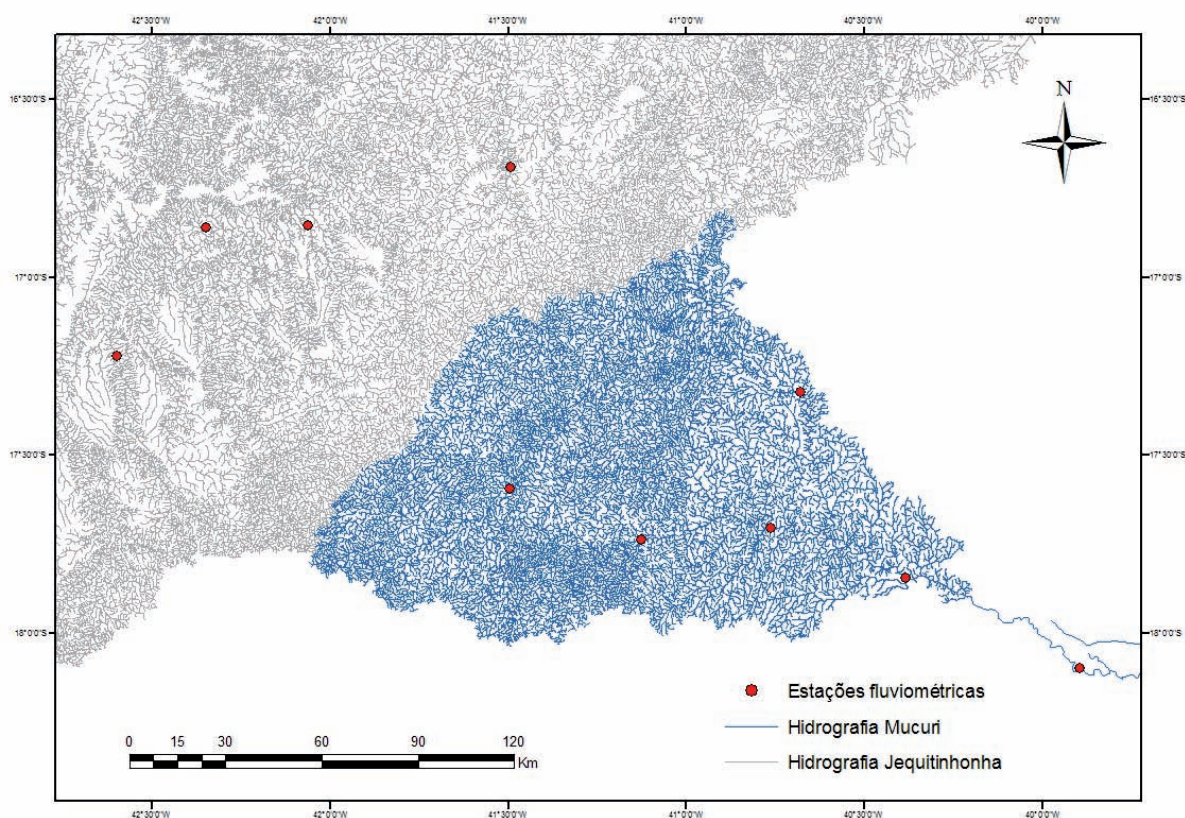 42°30'0"W 42°0'0"W 41°30'0"W 41°0'0"W 40°30'0"W 40°0'0"W
N
16°30'0"S 16°30'0"S
17°0'0"S 17°0'0"S
17°30'0"S 17°30'0"S
18°0'0"S 18°0'0"S
Estações fluviométricas
Hidrografia Mucuri
Hidrografia Jequitinhonha
0 15 30 60 90 120
Km
42°30'0"W 42°0'0"W 41°30'0"W 41°0'0"W 40°30'0"W 40°0'0"W